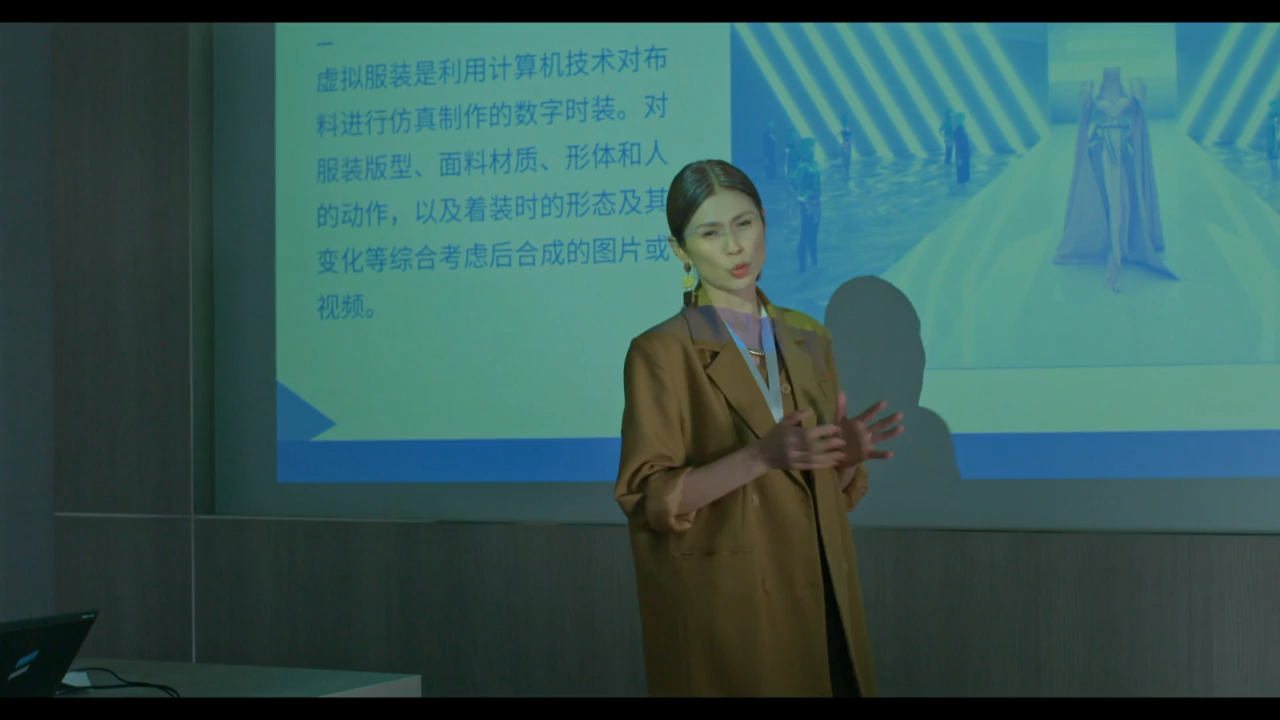 虚拟服装是利用计算机技术对布
料进行仿真制作的数字时装。对
服装版型、面料材质、形体和人
的动作，以及着装时的形态及其
变化等综合考虑后合成的图片或
视频。